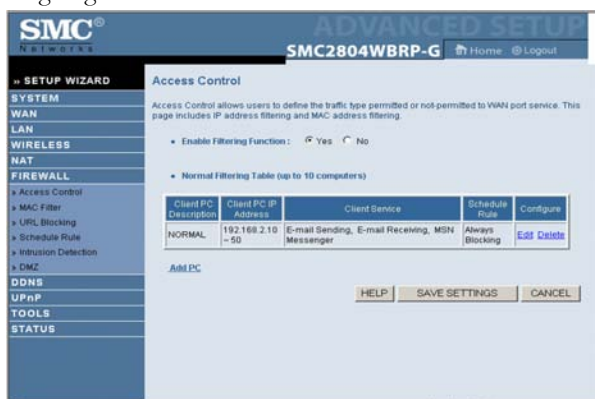 SMC®
Networks
ADVANCED SETUP
SMC2804WBRP-G
Home
Logout
» SETUP WIZARD
SYSTEM
WAN
LAN
WIRELESS
NAT
FIREWALL
» Access Control
» MAC Filter
» URL Blocking
» Schedule Rule
» Intrusion Detection
» DMZ
DDNS
UPnP
TOOLS
STATUS
Access Control
Access Control allows users to define the traffic type permitted or not-permitted to WAN port service. This
page includes IP address filtering and MAC address filtering.
• Enable Filtering Function : Yes No
• Normal Filtering Table (up to 10 computers)
Client PC Description
Client PC IP Address
Client Service
Schedule Rule
Configure
NORMAL
192.168.2.10 ~ 50
E-mail Sending, E-mail Receiving, MSN Messenger
Always Blocking
Edit Delete
Add PC
HELP
SAVE SETTINGS
CANCEL